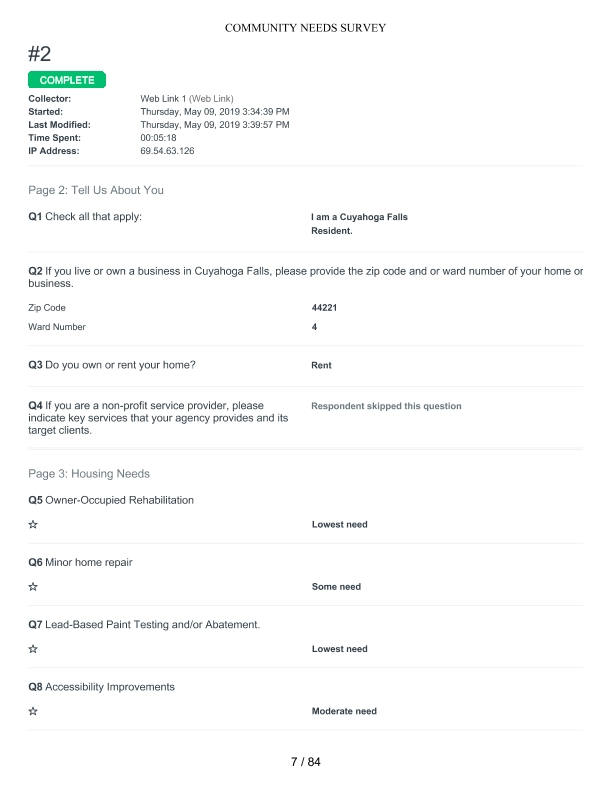 COMMUNITY NEEDS SURVEY
#2
COMPLETE
Collector: Web Link 1 (Web Link)
Started: Thursday, May 09, 2019 3:34:39 PM
Last Modified: Thursday, May 09, 2019 3:39:57 PM
Time Spent: 00:05:18
IP Address: 69.54.63.126
Page 2: Tell Us About You
Q1 Check all that apply: I am a Cuyahoga Falls
Resident.
Q2 If you live or own a business in Cuyahoga Falls, please provide the zip code and or ward number of your home or
business.
Zip Code 44221
Ward Number 4
Q3 Do you own or rent your home? Rent
Q4 If you are a non-profit service provider, please Respondent skipped this question
indicate key services that your agency provides and its
target clients.
Page 3: Housing Needs
Q5 Owner-Occupied Rehabilitation
☆ Lowest need
Q6 Minor home repair
☆ Some need
Q7 Lead-Based Paint Testing and/or Abatement.
☆ Lowest need
Q8 Accessibility Improvements
☆ Moderate need
7 / 84